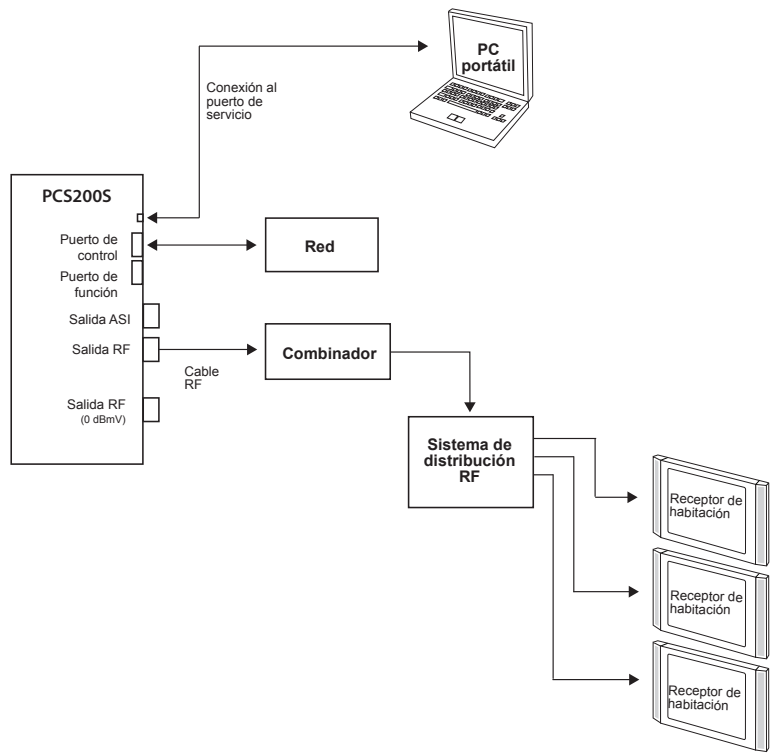 PC
portátil
Conexión al
puerto de
servicio
PCS200S
Puerto de
control
Red
Puerto de
función
Salida ASI
Salida RF
Combinador
Cable
RF
Salida RF
(0 dBmV)
Sistema de
distribución
RF
Receptor de
habitación
Receptor de
habitación
Receptor de
habitación